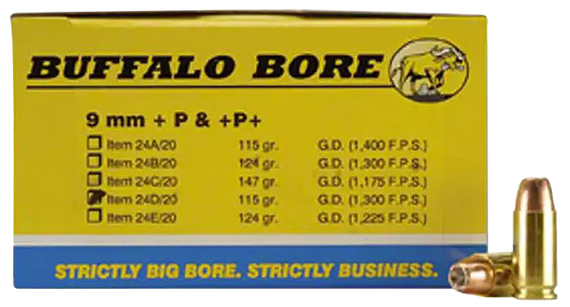 BUFFALO BORE
9 mm + P & +P+
Item 24A/20 115 gr. G.D. (1,400 F.P.S.)
Item 24B/20 124 gr. G.D. (1,300 F.P.S.)
Item 24C/20 147 gr. G.D. (1,175 F.P.S.)
Item 24D/20 115 gr. G.D. (1,300 F.P.S.)
Item 24E/20 124 gr. G.D. (1,225 F.P.S.)
STRICTLY BIG BORE. STRICTLY BUSINESS.